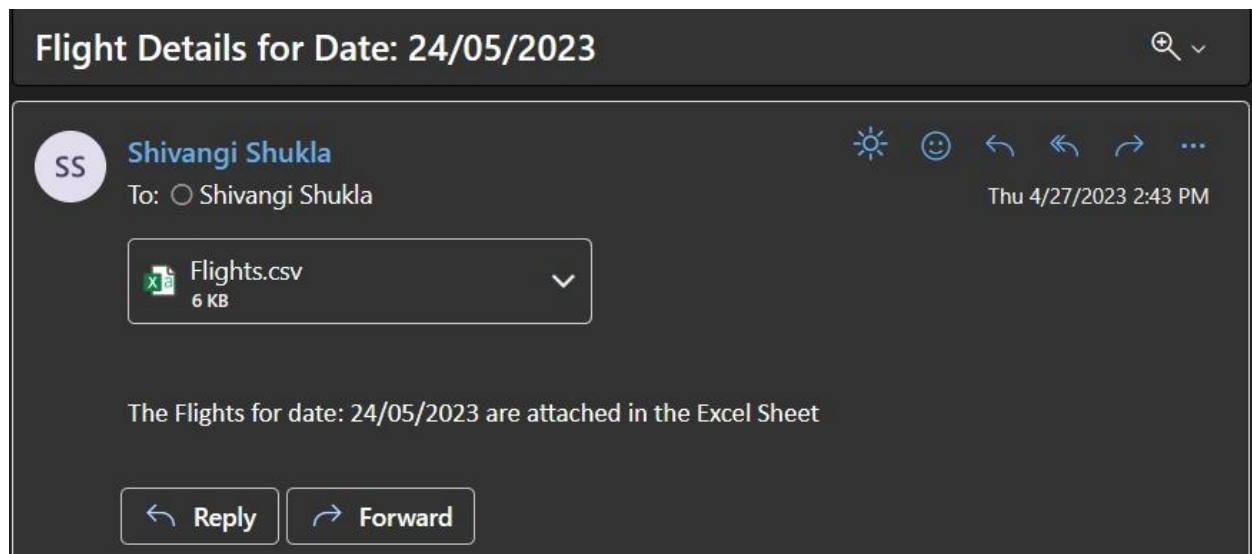 Flight Details for Date: 24/05/2023
SS
Shivangi Shukla
To: Shivangi Shukla
Thu 4/27/2023 2:43 PM
Flights.csv
6 KB
The Flights for date: 24/05/2023 are attached in the Excel Sheet
Reply Forward